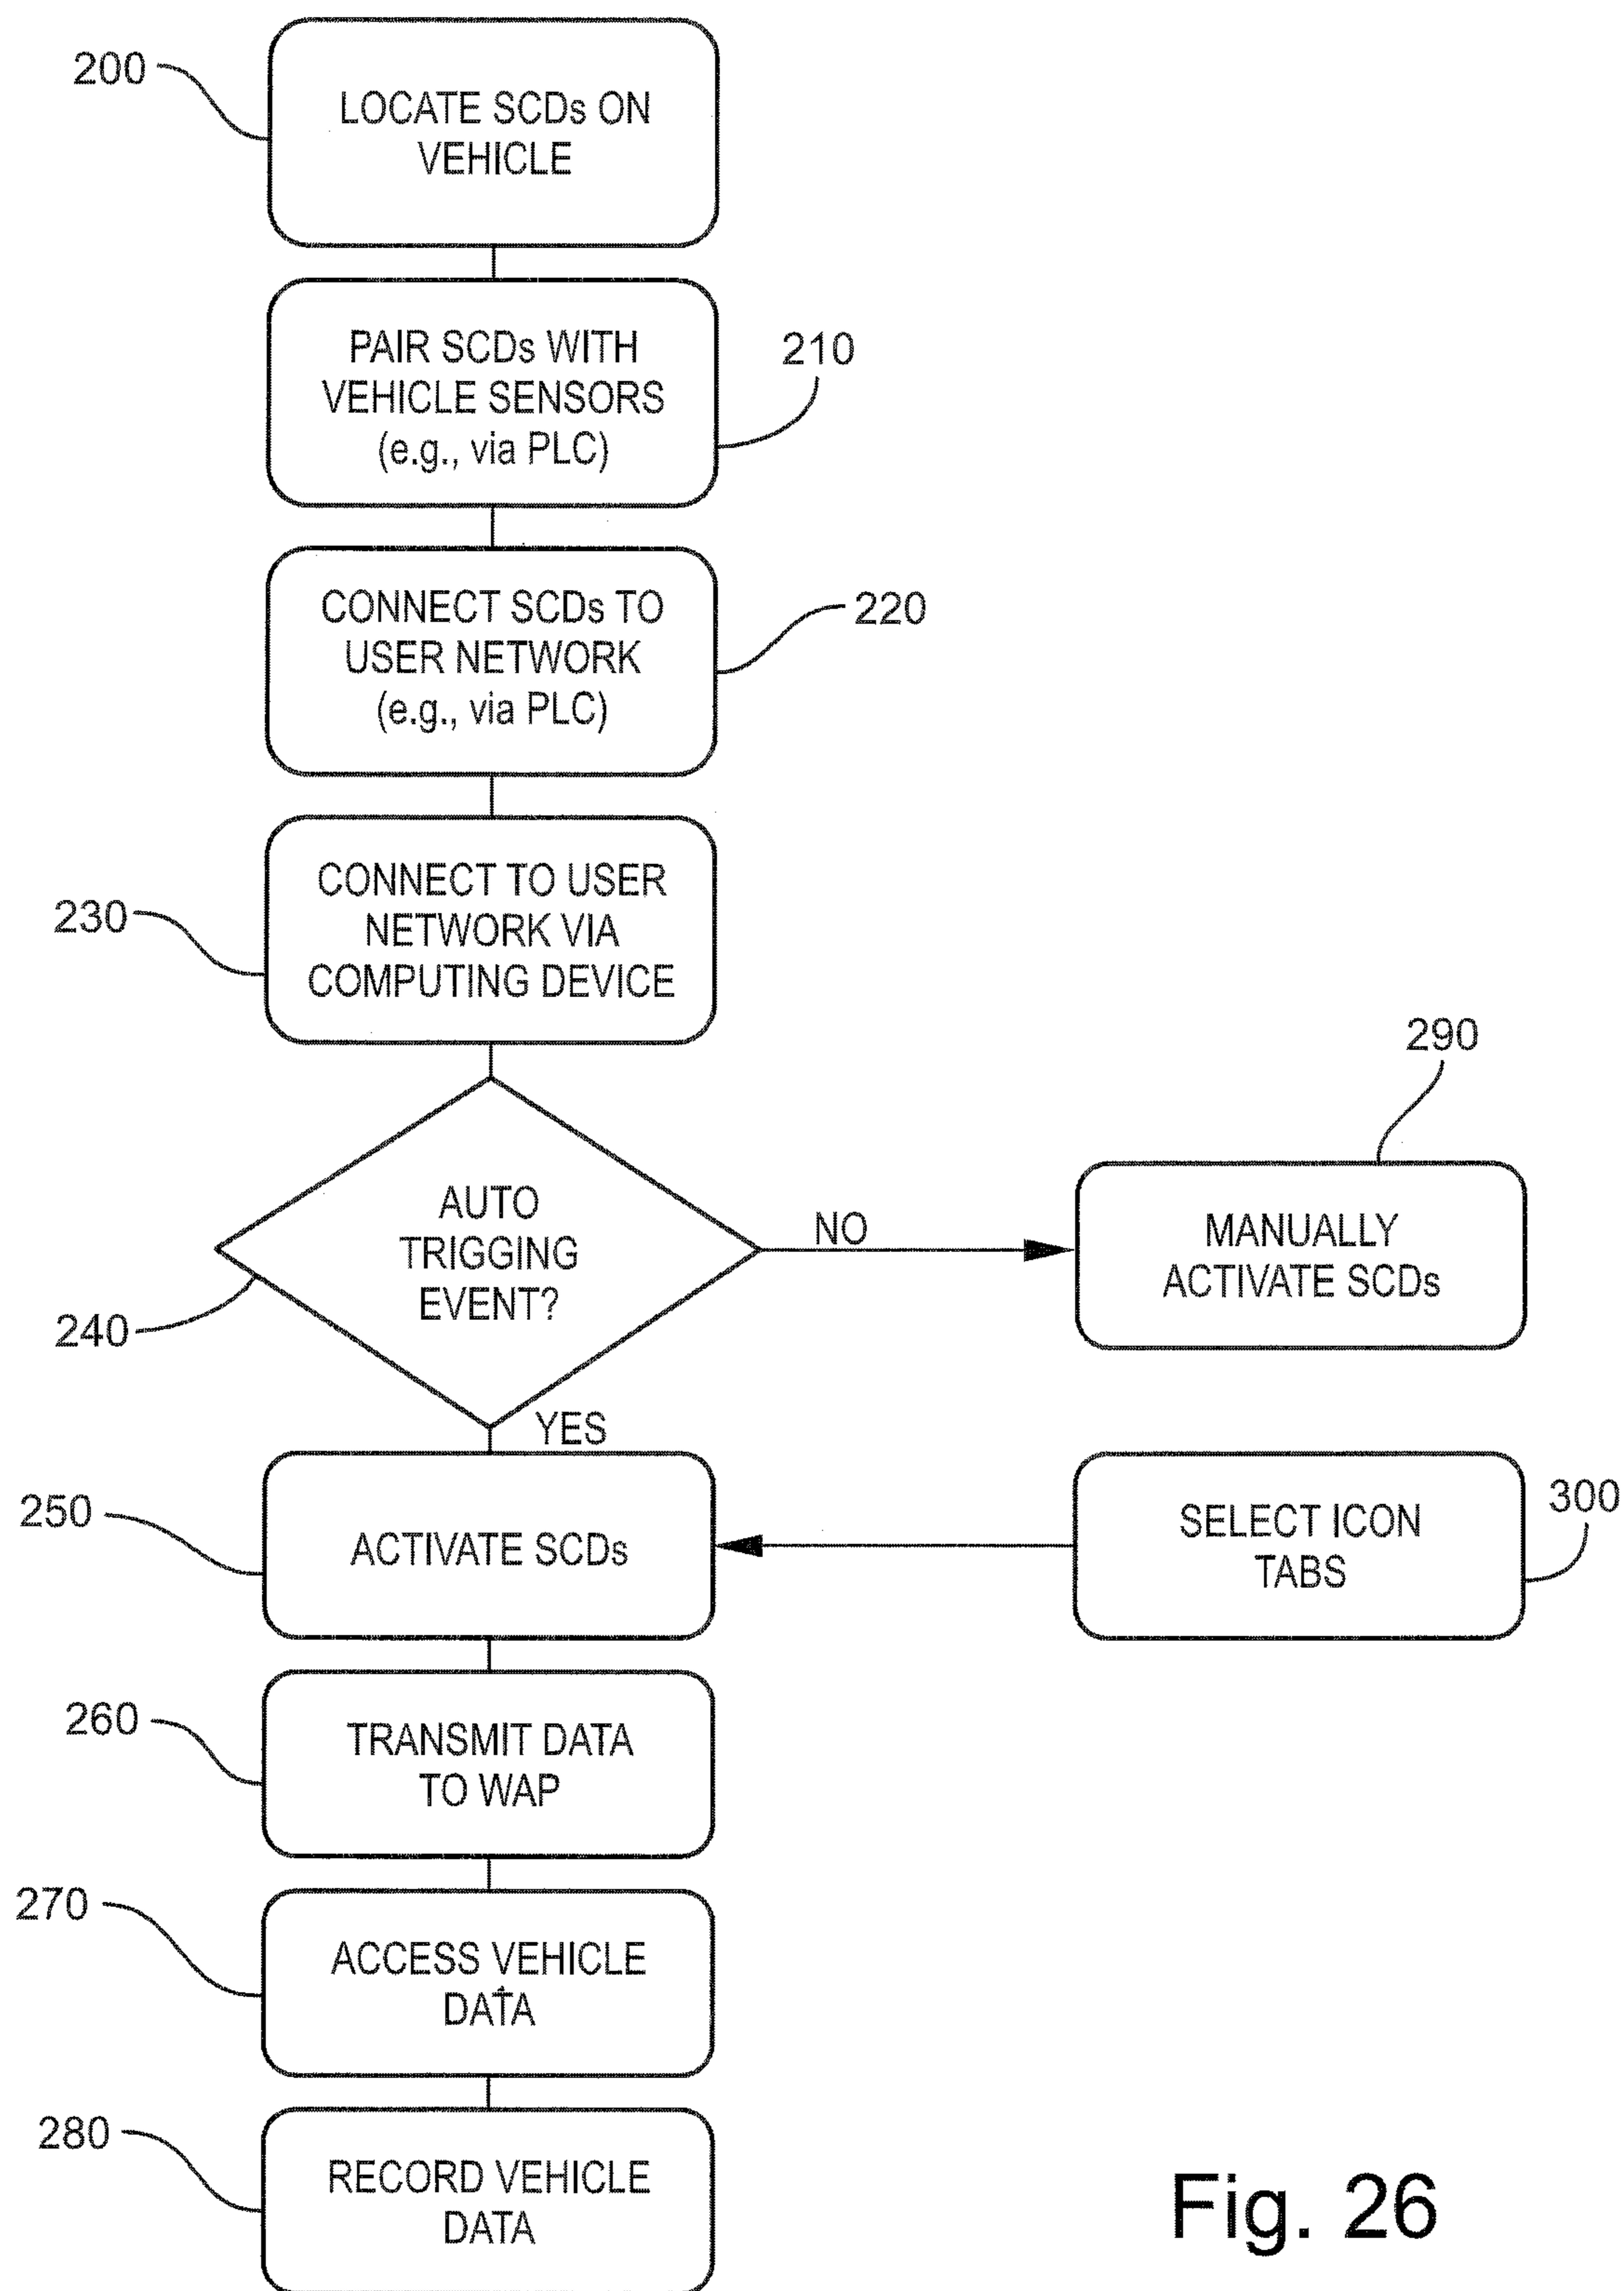 200
LOCATE SCDs ON
VEHICLE
PAIR SCDs WITH
VEHICLE SENSORS
(e.g., via PLC)
210
CONNECT SCDs TO
USER NETWORK
(e.g., via PLC)
220
230
CONNECT TO USER
NETWORK VIA
COMPUTING DEVICE
240
AUTO
TRIGGING
EVENT?
NO
290
MANUALLY
ACTIVATE SCDs
YES
250
ACTIVATE SCDs
SELECT ICON
TABS
300
260
TRANSMIT DATA
TO WAP
270
ACCESS VEHICLE
DATA
280
RECORD VEHICLE
DATA
Fig. 26